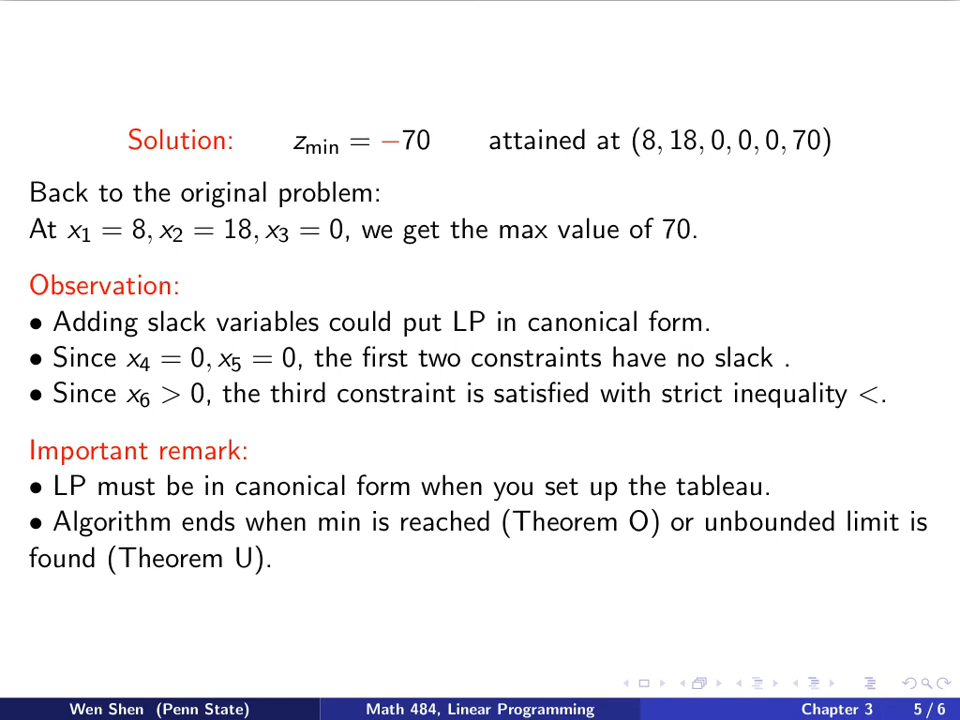 Solution: z_min = −70 attained at (8, 18, 0, 0, 0, 70)
Back to the original problem:
At x₁ = 8, x₂ = 18, x₃ = 0, we get the max value of 70.
Observation:
• Adding slack variables could put LP in canonical form.
• Since x₄ = 0, x₅ = 0, the first two constraints have no slack .
• Since x₆ > 0, the third constraint is satisfied with strict inequality <.
Important remark:
• LP must be in canonical form when you set up the tableau.
• Algorithm ends when min is reached (Theorem O) or unbounded limit is
found (Theorem U).
Wen Shen (Penn State) Math 484, Linear Programming Chapter 3 5 / 6